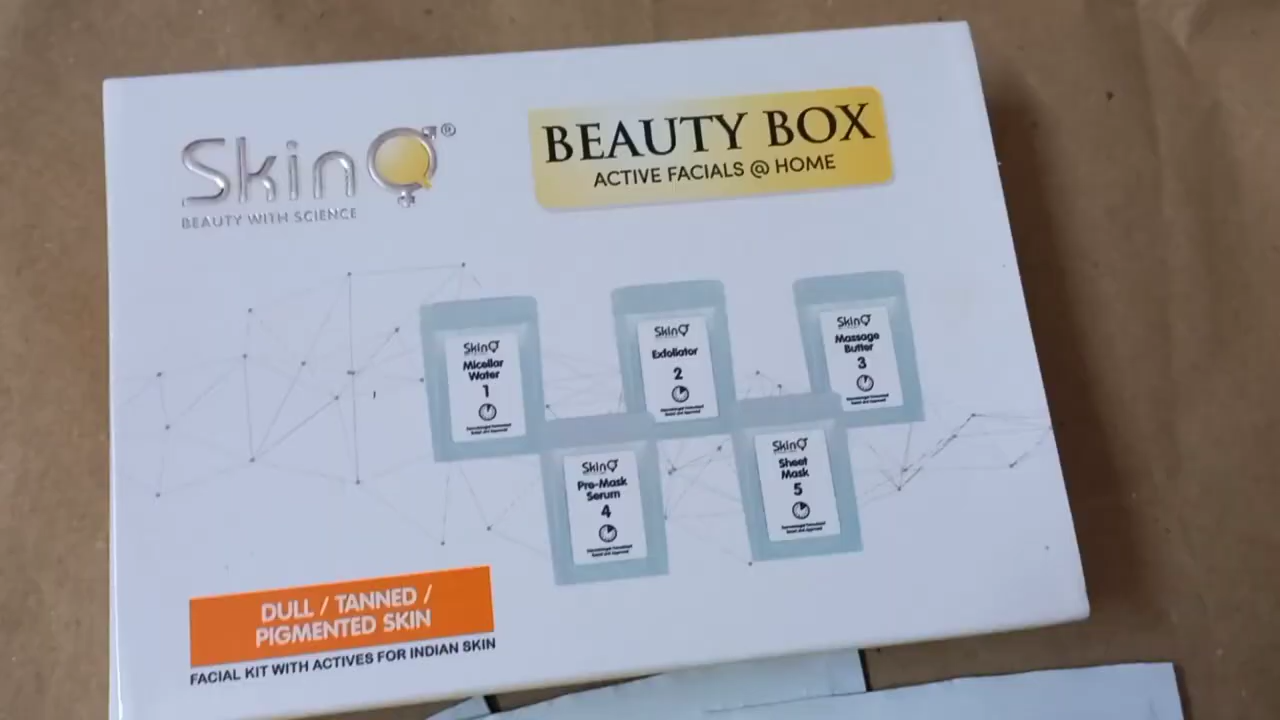 SkinQ®
BEAUTY WITH SCIENCE
BEAUTY BOX
ACTIVE FACIALS @ HOME
SkinQ
Micellar
Water
1
SkinQ
Exfoliator
2
SkinQ
Massage
Butter
3
SkinQ
Pre-Mask
Serum
4
SkinQ
Sheet
Mask
5
DULL / TANNED /
PIGMENTED SKIN
FACIAL KIT WITH ACTIVES FOR INDIAN SKIN